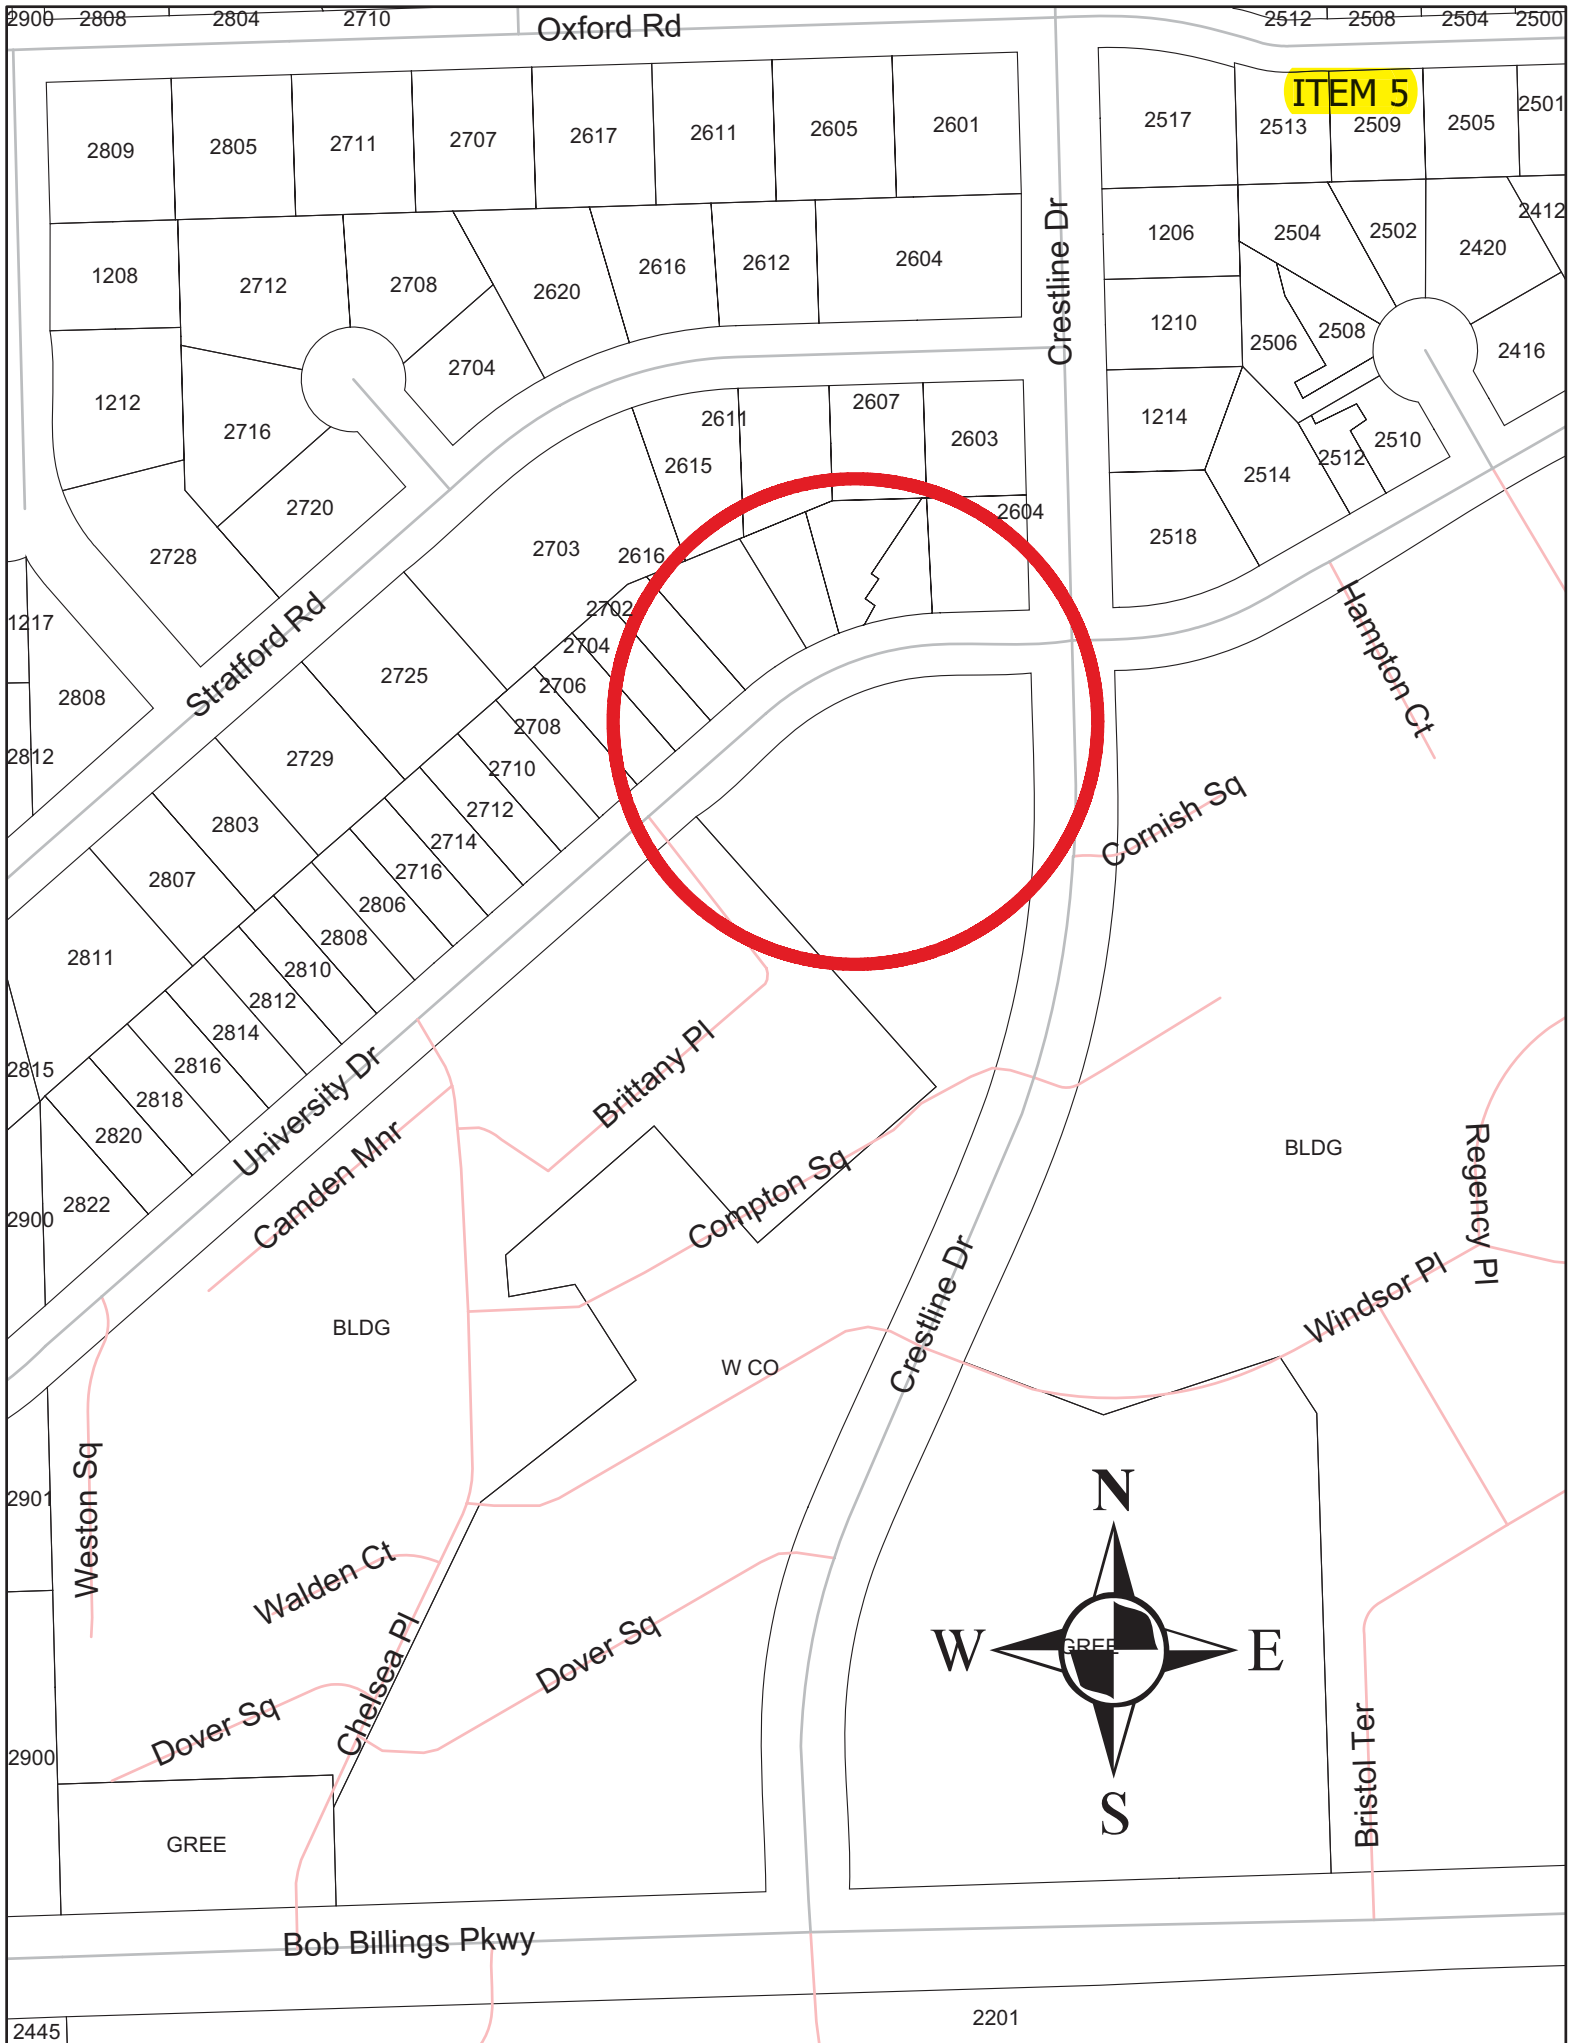 2900
2808
2804
2710
Oxford Rd
2512
2508
2504
2500
ITEM 5
2809
2805
2711
2707
2617
2611
2605
2601
2517
2513
2509
2505
2501
1208
2712
2708
2620
2616
2612
2604
Crestline Dr
1206
2504
2502
2420
2412
1210
2506
2508
2416
1212
2716
2704
2611
2607
2603
1214
2615
2514
2512
2510
2720
2728
2703
2616
2604
2518
1217
2702
2704
Hampton Ct
2808
Stratford Rd
2725
2706
2708
2812
2729
2710
2712
2803
2714
Cornish Sq
2807
2716
2806
2811
2808
2810
2812
2814
2815
2816
2818
2820
2822
2900
University Dr
Camden Mnr
Brittany Pl
Compton Sq
BLDG
Regency Pl
BLDG
W CO
Crestline Dr
Windsor Pl
2901
Weston Sq
Walden Ct
Chelsea Pl
Dover Sq
Dover Sq
N
W
GREE
E
S
Bristol Ter
2900
GREE
Bob Billings Pkwy
2445
2201